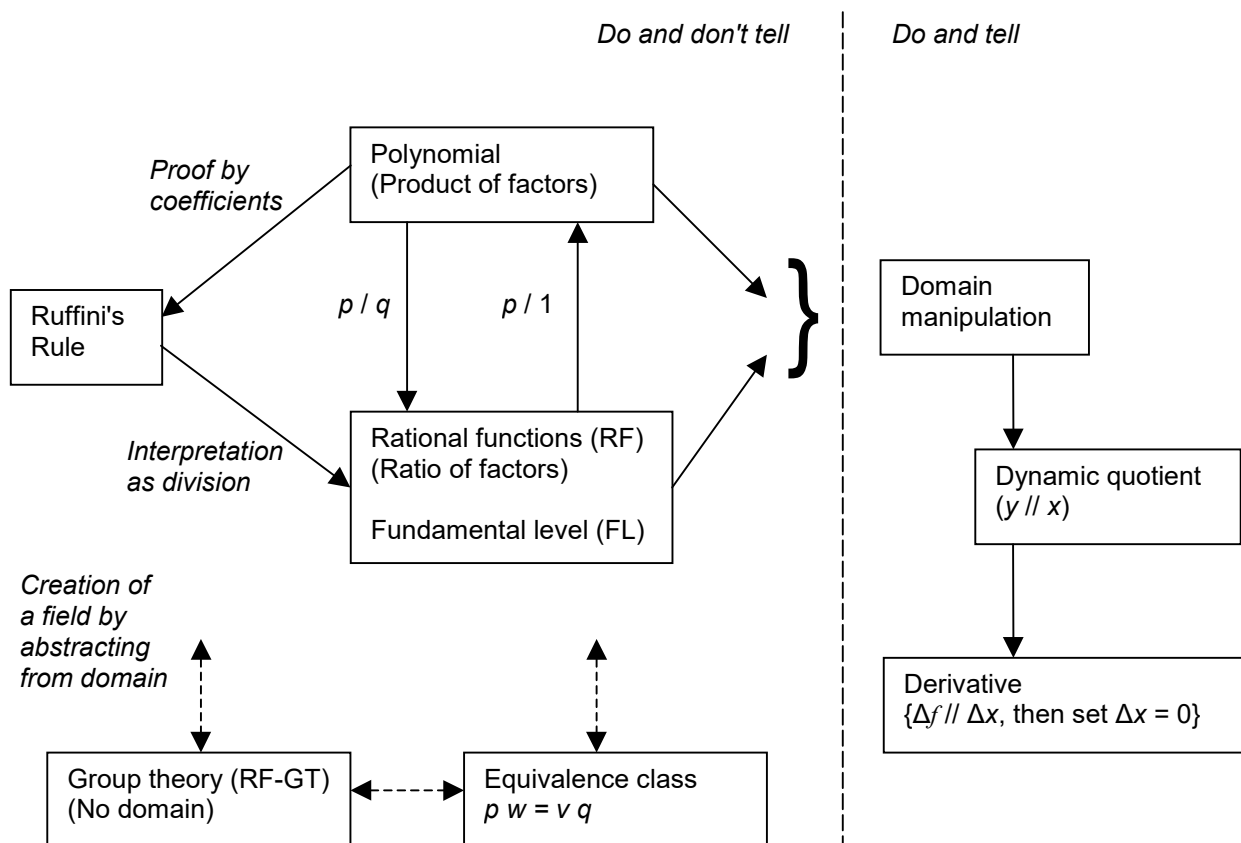 Do and don't tell
Do and tell
Proof by
coefficients
Polynomial
(Product of factors)
Ruffini's
Rule
p / q
p / 1
}
Domain
manipulation
Interpretation
as division
Rational functions (RF)
(Ratio of factors)
Fundamental level (FL)
Dynamic quotient
(y // x)
Creation of
a field by
abstracting
from domain
Derivative
{Δf // Δx, then set Δx = 0}
Group theory (RF-GT)
(No domain)
Equivalence class
p w = v q